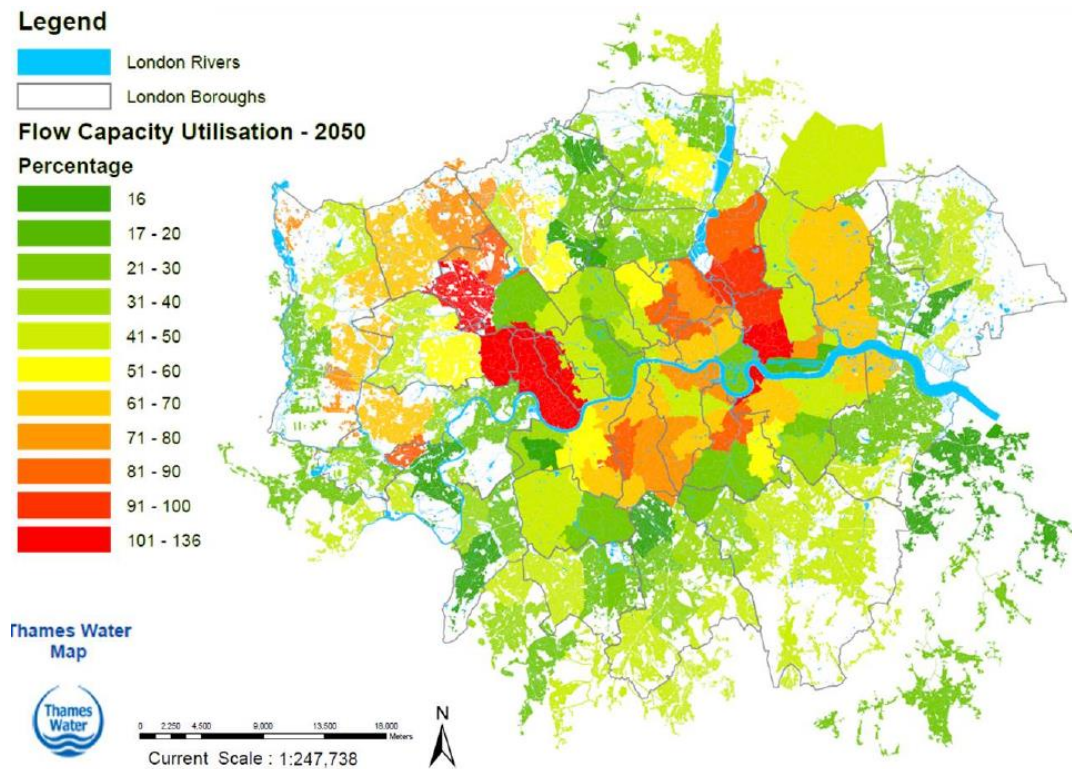 Legend
London Rivers
London Boroughs
Flow Capacity Utilisation - 2050
Percentage
16
17 - 20
21 - 30
31 - 40
41 - 50
51 - 60
61 - 70
71 - 80
81 - 90
91 - 100
101 - 136
Thames Water
Map
Thames
Water
0 2.250 4.500 9.000 13.500 18.000
Meters
Current Scale : 1:247,738
N